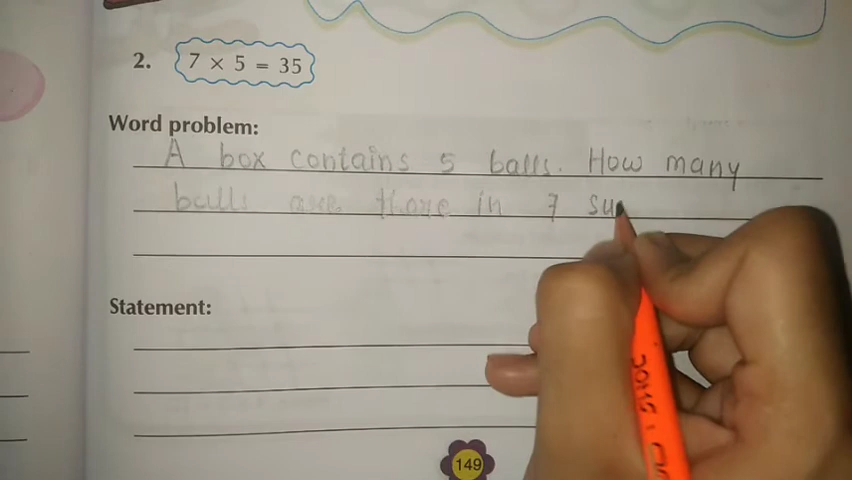 2. 7 × 5 = 35
Word problem:
A box contains 5 balls. How many
balls are there in 7 su
Statement:
149